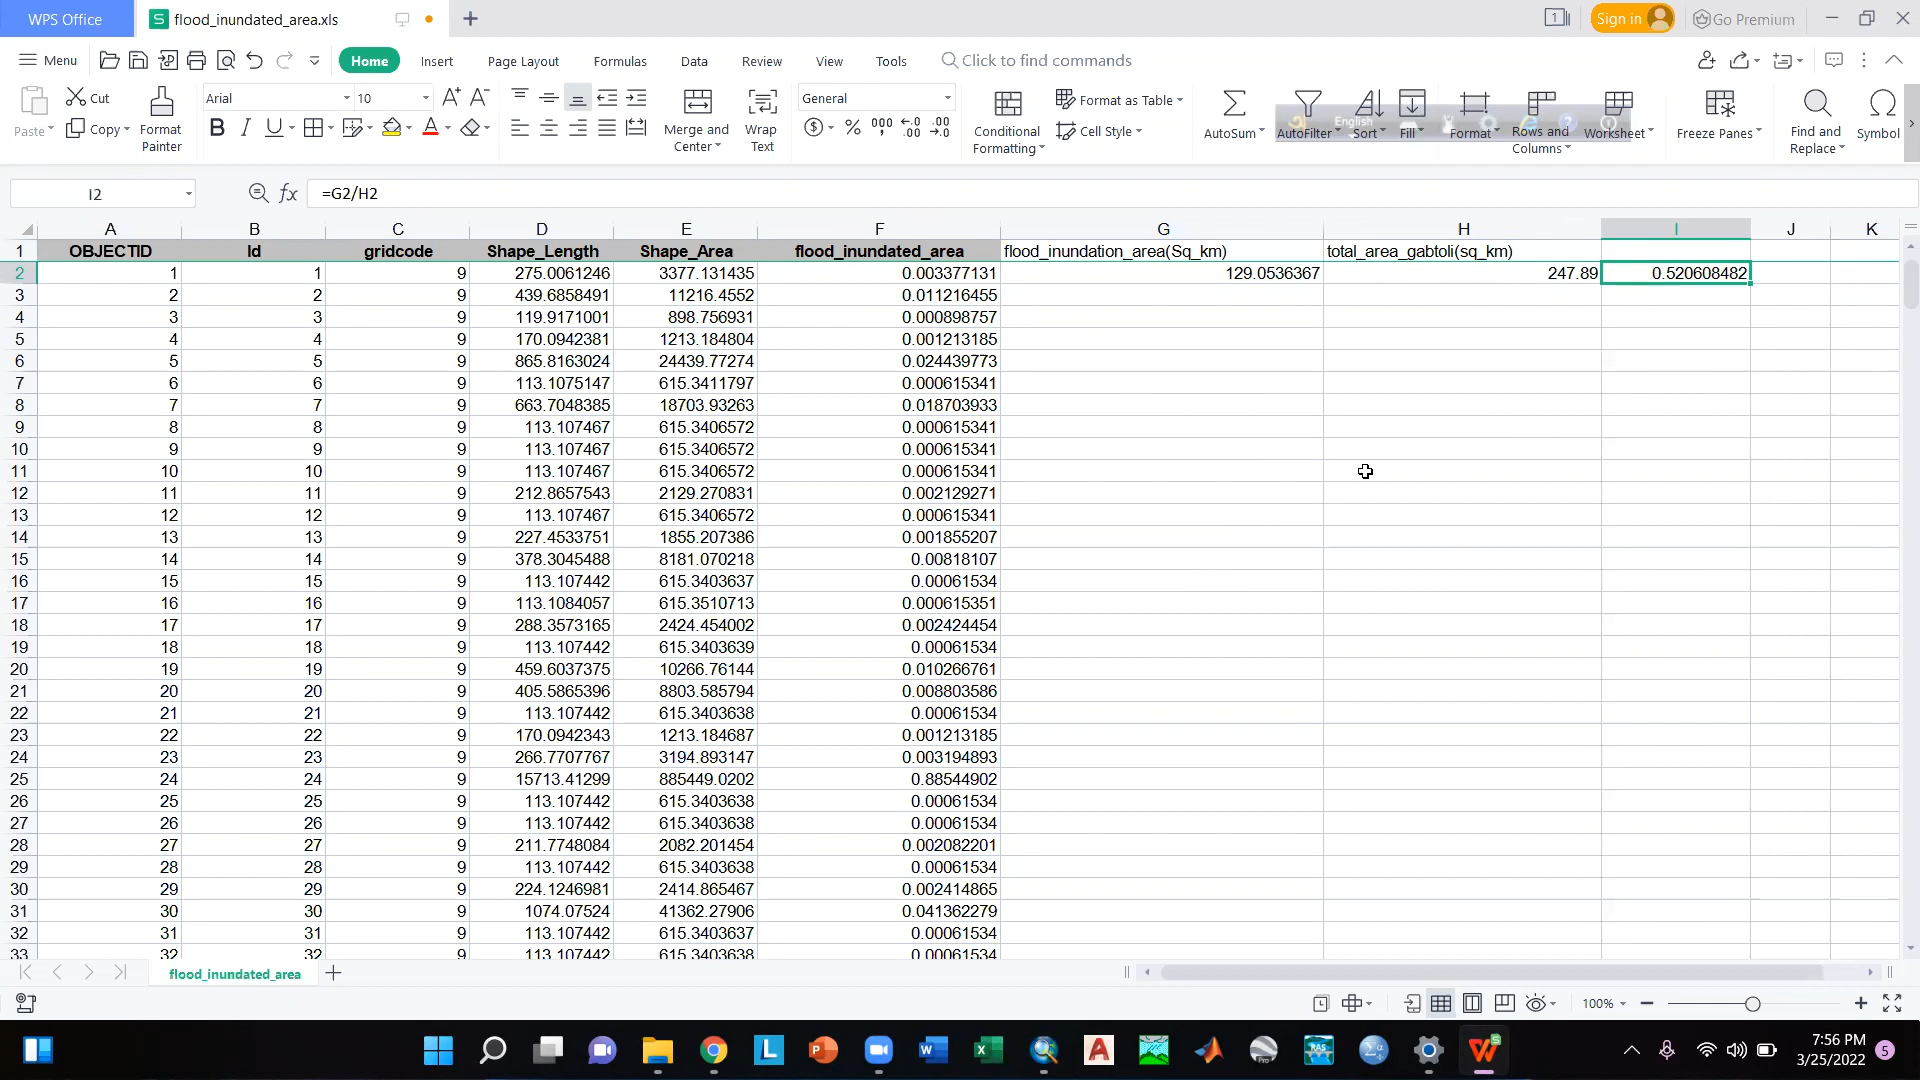 WPS Office flood_inundated_area.xls Sign in Go Premium
Menu Home Insert Page Layout Formulas Data Review View Tools Click to find commands
Paste Cut Copy Format Painter Arial 10 Merge and Center Wrap Text General Conditional Formatting Format as Table Cell Style AutoSum AutoFilter Sort Fill Format Rows and Columns Worksheet Freeze Panes Find and Replace Symbol
English
I2 fx =G2/H2
A B C D E F G H I J K
1 OBJECTID Id gridcode Shape_Length Shape_Area flood_inundated_area flood_inundation_area(Sq_km) total_area_gabtoli(sq_km)
2 1 1 9 275.0061246 3377.131435 0.003377131 129.0536367 247.89 0.520608482
3 2 2 9 439.6858491 11216.4552 0.011216455
4 3 3 9 119.9171001 898.756931 0.000898757
5 4 4 9 170.0942381 1213.184804 0.001213185
6 5 5 9 865.8163024 24439.77274 0.024439773
7 6 6 9 113.1075147 615.3411797 0.000615341
8 7 7 9 663.7048385 18703.93263 0.018703933
9 8 8 9 113.107467 615.3406572 0.000615341
10 9 9 9 113.107467 615.3406572 0.000615341
11 10 10 9 113.107467 615.3406572 0.000615341
12 11 11 9 212.8657543 2129.270831 0.002129271
13 12 12 9 113.107467 615.3406572 0.000615341
14 13 13 9 227.4533751 1855.207386 0.001855207
15 14 14 9 378.3045488 8181.070218 0.00818107
16 15 15 9 113.107442 615.3403637 0.00061534
17 16 16 9 113.1084057 615.3510713 0.000615351
18 17 17 9 288.3573165 2424.454002 0.002424454
19 18 18 9 113.107442 615.3403639 0.00061534
20 19 19 9 459.6037375 10266.76144 0.010266761
21 20 20 9 405.5865396 8803.585794 0.008803586
22 21 21 9 113.107442 615.3403638 0.00061534
23 22 22 9 170.0942343 1213.184687 0.001213185
24 23 23 9 266.7707767 3194.893147 0.003194893
25 24 24 9 15713.41299 885449.0202 0.88544902
26 25 25 9 113.107442 615.3403638 0.00061534
27 26 26 9 113.107442 615.3403638 0.00061534
28 27 27 9 211.7748084 2082.201454 0.002082201
29 28 28 9 113.107442 615.3403638 0.00061534
30 29 29 9 224.1246981 2414.865467 0.002414865
31 30 30 9 1074.07524 41362.27906 0.041362279
32 31 31 9 113.107442 615.3403637 0.00061534
33 32 32 9 113.107442 615.3403638 0.00061534
flood_inundated_area
100%
7:56 PM
3/25/2022 5